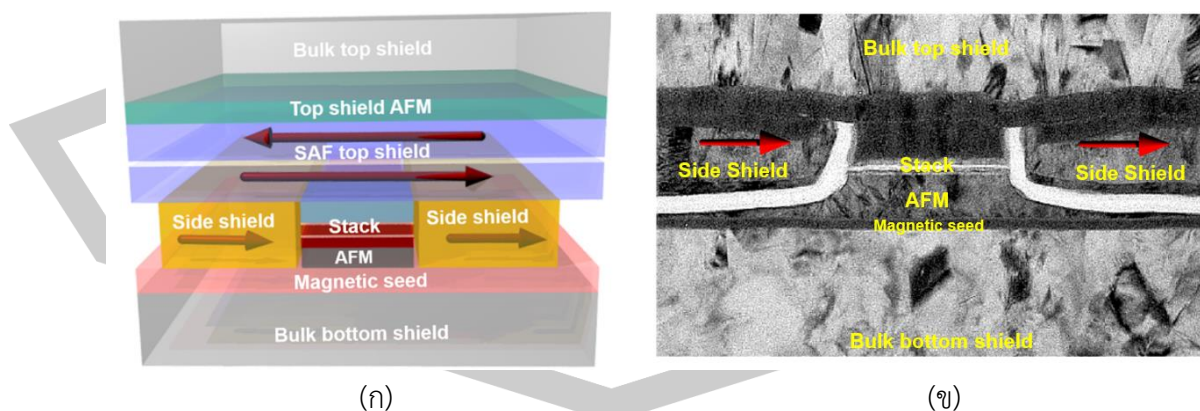 Bulk top shield
Top shield AFM
SAF top shield
Side shield
Stack
Side shield
AFM
Magnetic seed
Bulk bottom shield
(ก)
Bulk top shield
Side Shield
Stack
Side Shield
AFM
Magnetic seed
Bulk bottom shield
(ข)